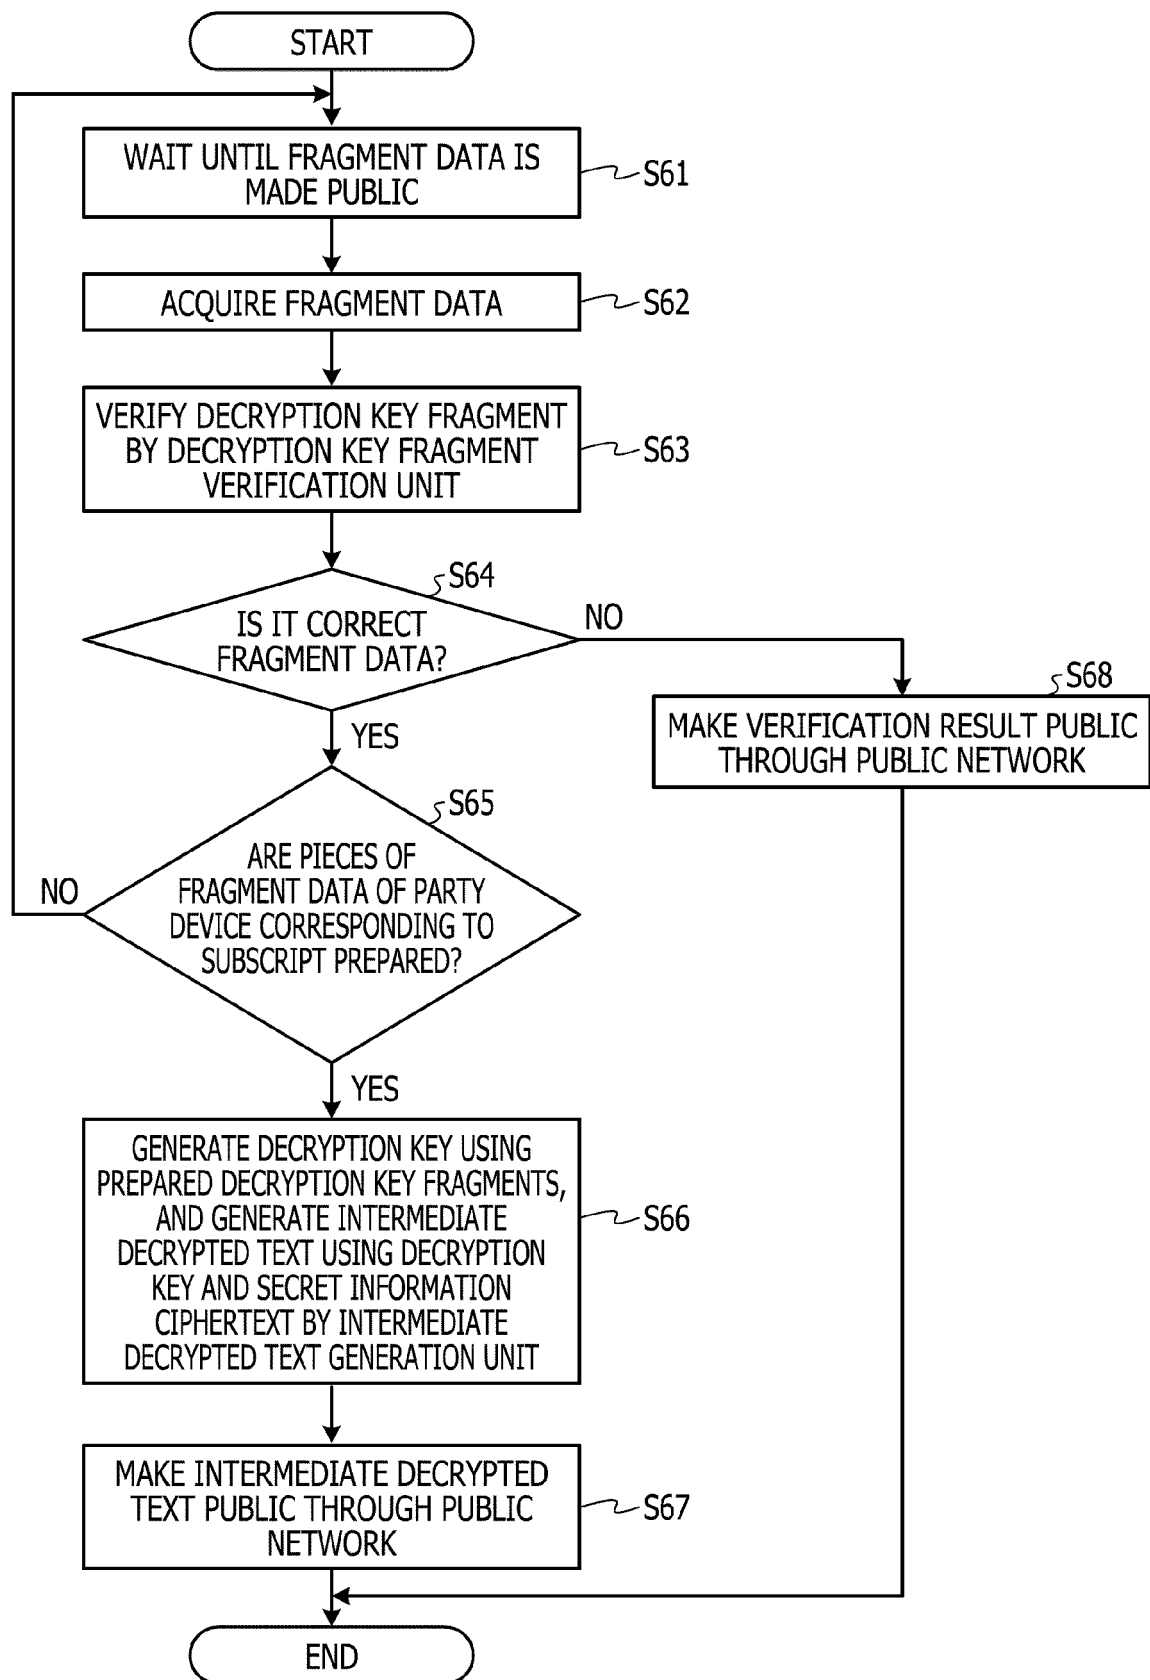 START
WAIT UNTIL FRAGMENT DATA IS
MADE PUBLIC
S61
ACQUIRE FRAGMENT DATA
S62
VERIFY DECRYPTION KEY FRAGMENT
BY DECRYPTION KEY FRAGMENT
VERIFICATION UNIT
S63
S64
IS IT CORRECT
FRAGMENT DATA?
NO
YES
S68
MAKE VERIFICATION RESULT PUBLIC
THROUGH PUBLIC NETWORK
S65
ARE PIECES OF
FRAGMENT DATA OF PARTY
DEVICE CORRESPONDING TO
SUBSCRIPT PREPARED?
NO
YES
GENERATE DECRYPTION KEY USING
PREPARED DECRYPTION KEY FRAGMENTS,
AND GENERATE INTERMEDIATE
DECRYPTED TEXT USING DECRYPTION
KEY AND SECRET INFORMATION
CIPHERTEXT BY INTERMEDIATE
DECRYPTED TEXT GENERATION UNIT
S66
MAKE INTERMEDIATE DECRYPTED
TEXT PUBLIC THROUGH PUBLIC
NETWORK
S67
END